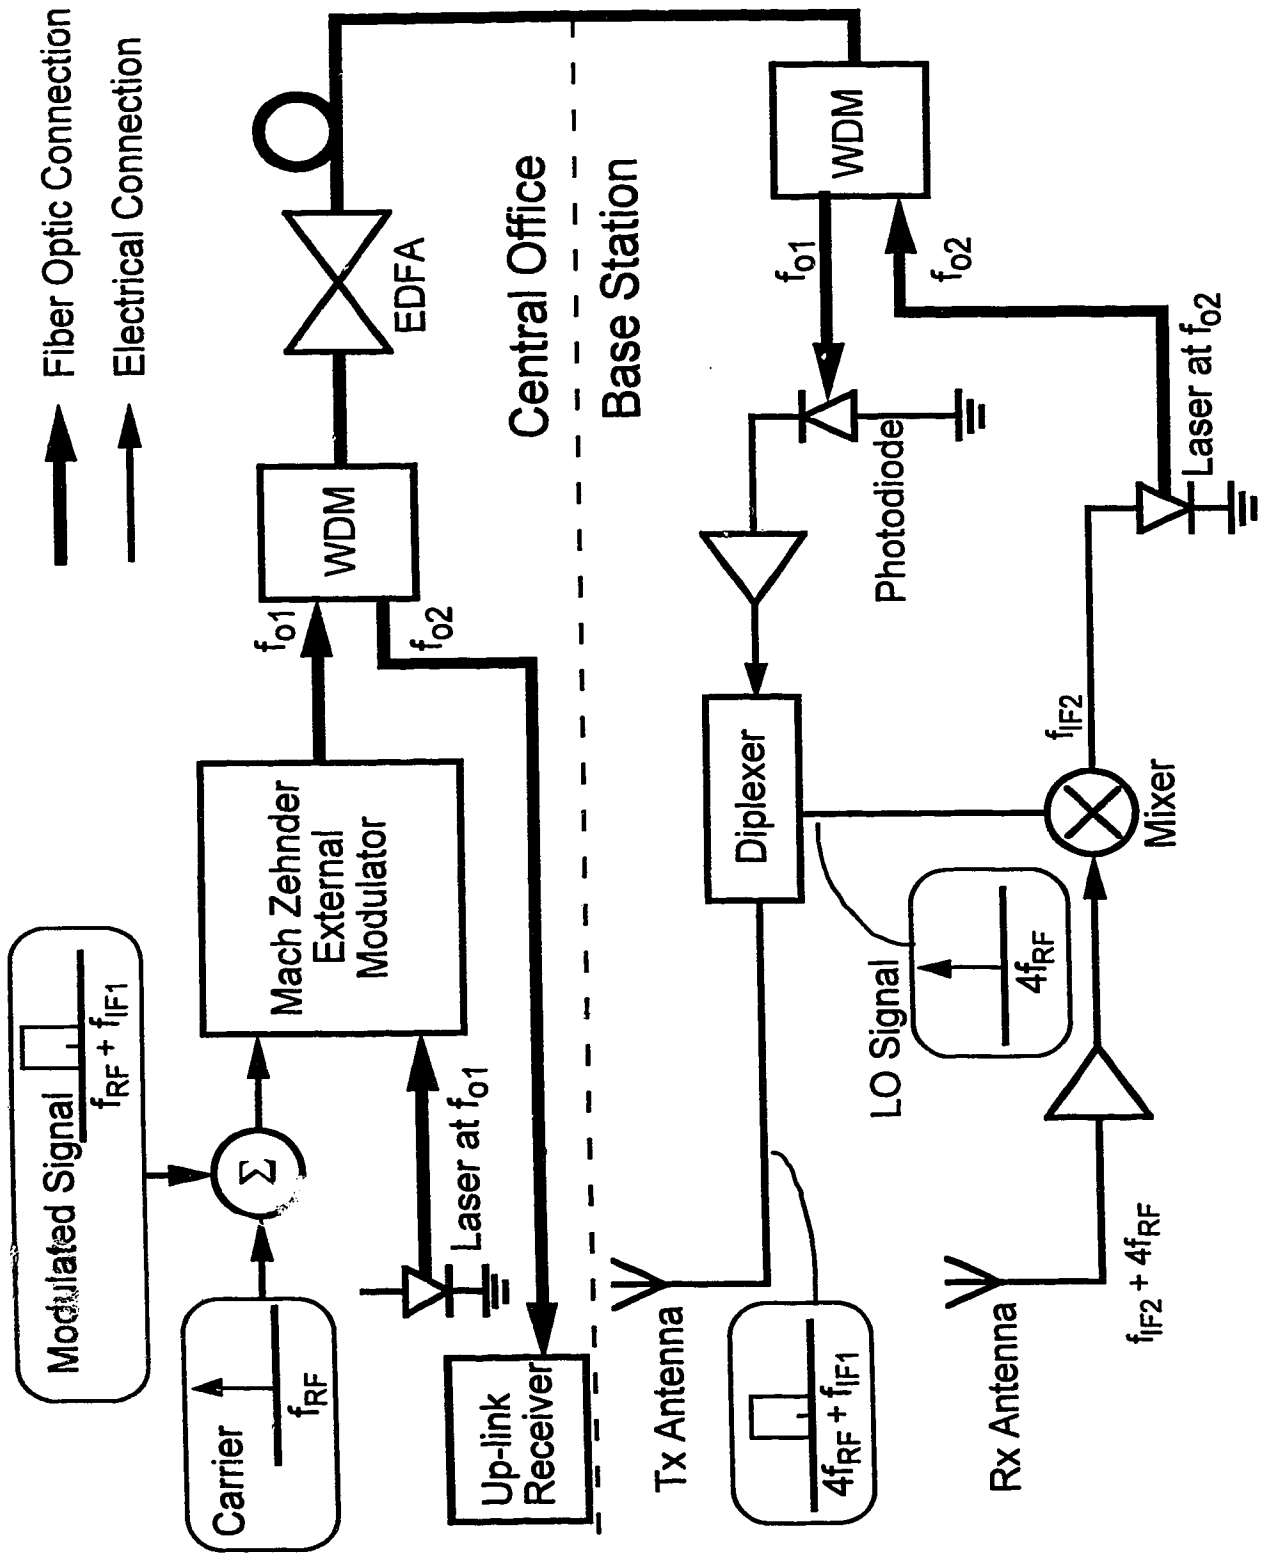 Fiber Optic Connection
Electrical Connection
Modulated Signal
f_RF + f_IF1
Carrier
f_RF
Σ
Mach Zehnder
External
Modulator
Laser at f_o1
f_o1
WDM
f_o2
EDFA
Up-link
Receiver
Central Office
Base Station
WDM
f_o1
f_o2
Photodiode
Laser at f_o2
Diplexer
f_IF2
Mixer
LO Signal
4f_RF
Tx Antenna
4f_RF + f_IF1
Rx Antenna
f_IF2 + 4f_RF